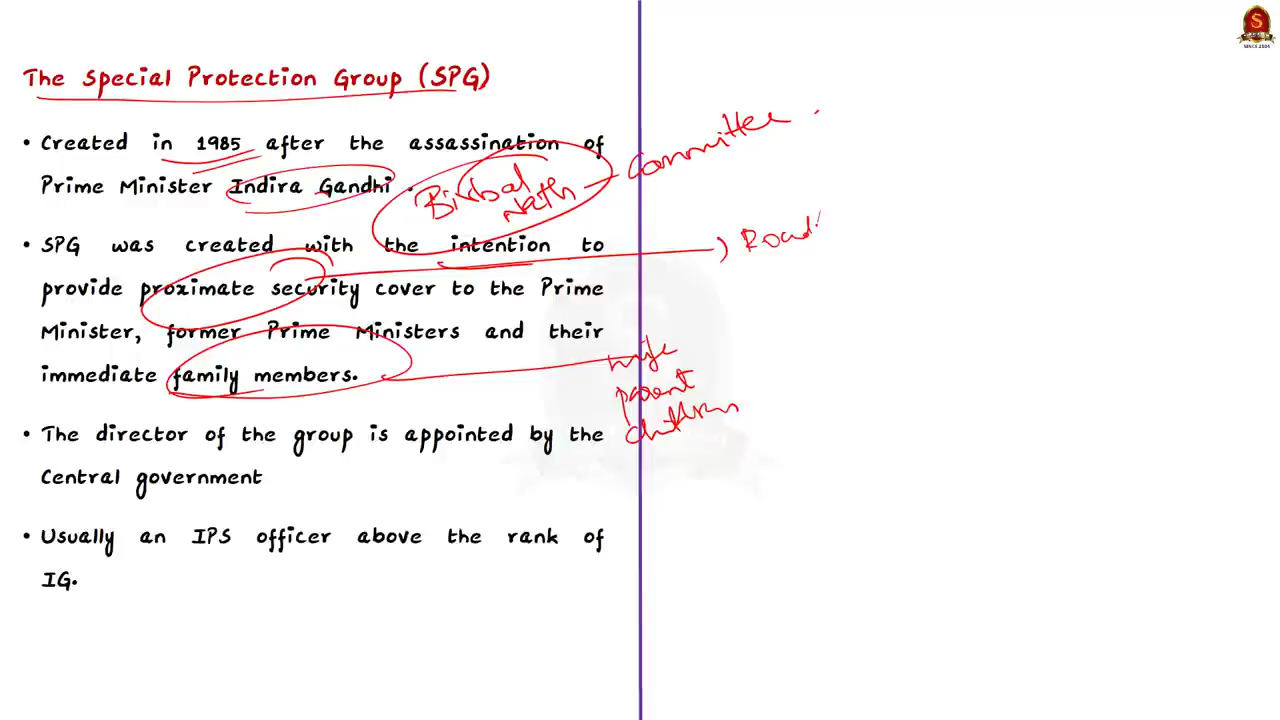 The Special Protection Group (SPG)
• Created in 1985 after the assassination of
Prime Minister Indira Gandhi.
Birbal
Nath
Committee
• SPG was created with the intention to
provide proximate security cover to the Prime
Minister, former Prime Ministers and their
immediate family members.
Road
wife
parent
children
• The director of the group is appointed by the
Central government
• Usually an IPS officer above the rank of
IG.
S
SINCE 2004